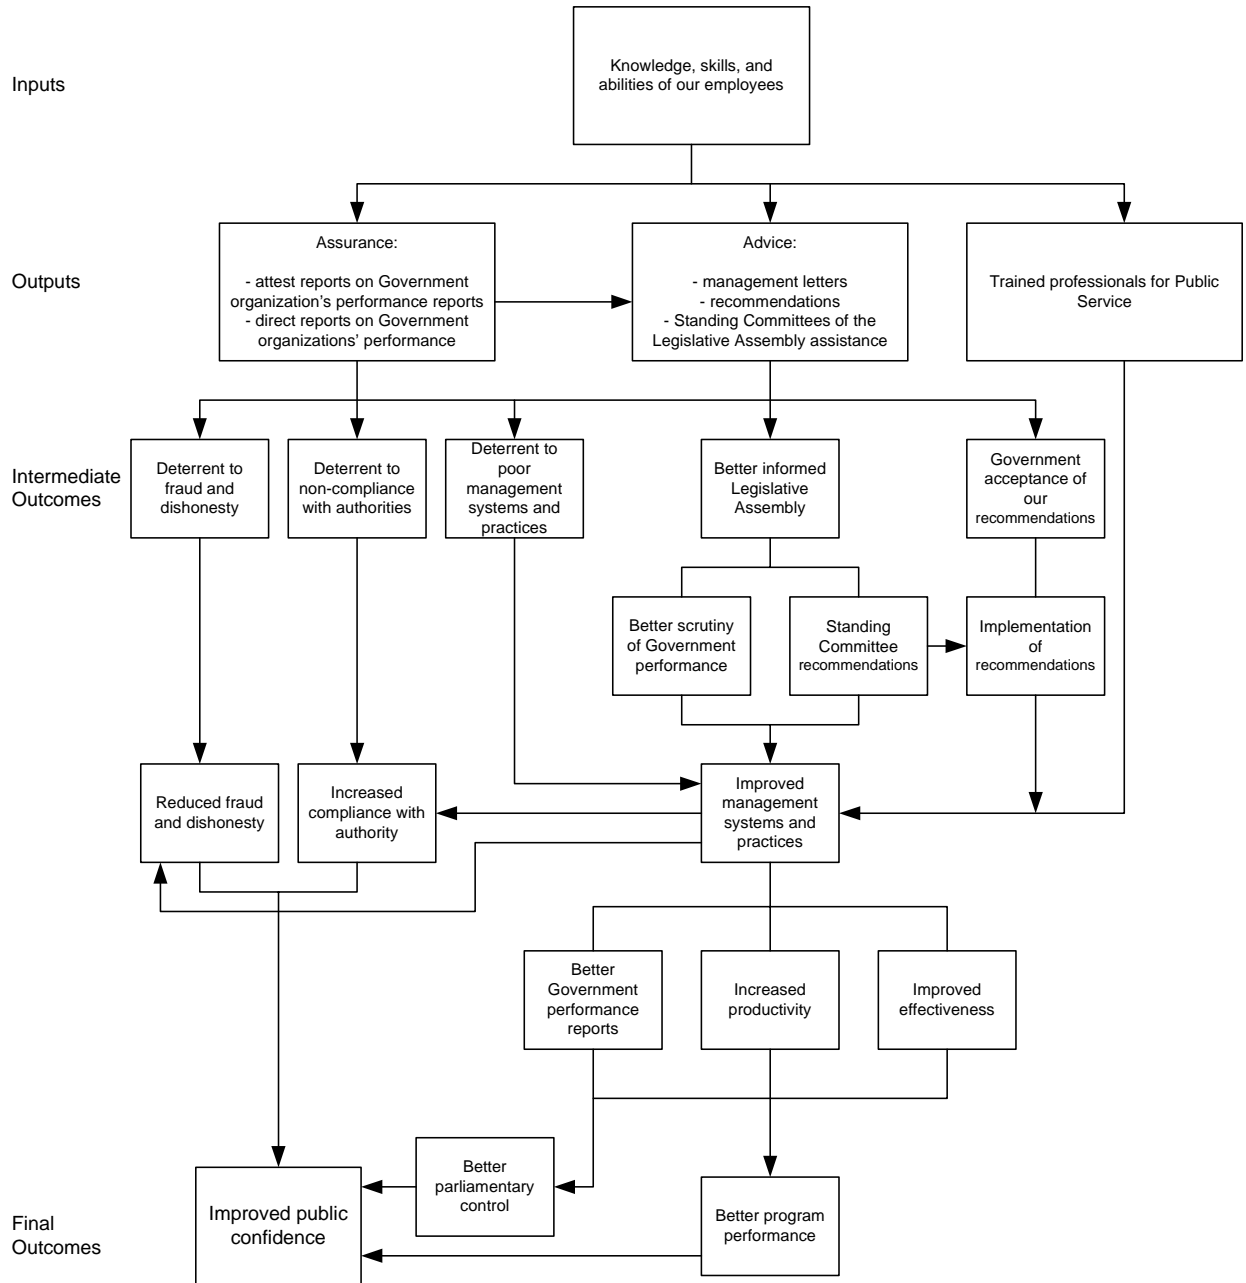 Inputs
Knowledge, skills, and
abilities of our employees
Outputs
Assurance:
- attest reports on Government
organization's performance reports
- direct reports on Government
organizations' performance
Advice:
- management letters
- recommendations
- Standing Committees of the
Legislative Assembly assistance
Trained professionals for Public
Service
Intermediate
Outcomes
Deterrent to
fraud and
dishonesty
Deterrent to
non-compliance
with authorities
Deterrent to
poor
management
systems and
practices
Better informed
Legislative
Assembly
Government
acceptance of
our
recommendations
Better scrutiny
of Government
performance
Standing
Committee
recommendations
Implementation
of
recommendations
Reduced fraud
and dishonesty
Increased
compliance with
authority
Improved
management
systems and
practices
Better
Government
performance
reports
Increased
productivity
Improved
effectiveness
Better
parliamentary
control
Final
Outcomes
Improved public
confidence
Better program
performance